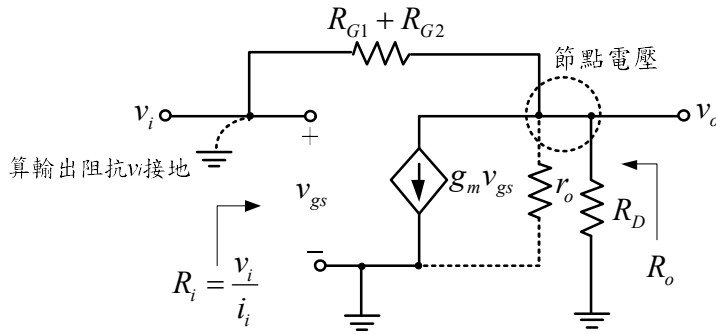 R_{G1} + R_{G2}
節點電壓
v_i
+
v_o
算輸出阻抗vi接地
v_{gs}
g_m v_{gs}
r_o
R_D
−
R_i = \frac{v_i}{i_i}
R_o